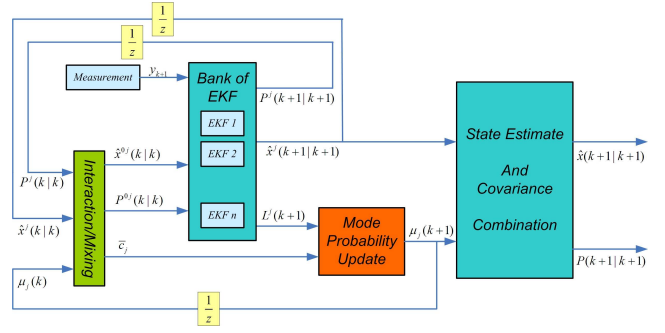 1/z
1/z
Measurement
y_{k+1}
Bank of
EKF
P^j(k+1|k+1)
EKF 1
EKF 2
EKF n
x̂^{0j}(k|k)
P^{0j}(k|k)
x̂^j(k+1|k+1)
L^j(k+1)
Interaction/Mixing
P^j(k|k)
x̂^j(k|k)
μ_j(k)
c̄_j
Mode
Probability
Update
μ_j(k+1)
State Estimate
And
Covariance
Combination
x̂(k+1|k+1)
P(k+1|k+1)
1/z